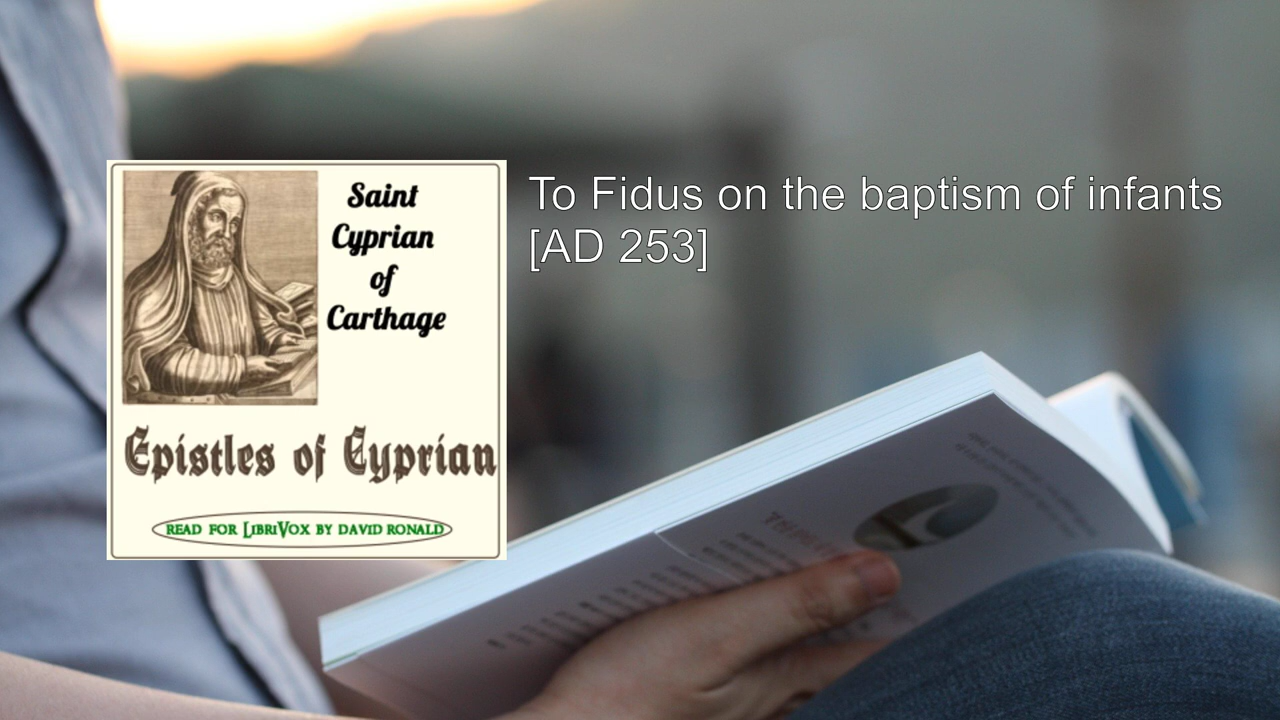 Saint
Cyprian
of
Carthage
Epistles of Cyprian
READ FOR LIBRIVOX BY DAVID RONALD
To Fidus on the baptism of infants
[AD 253]